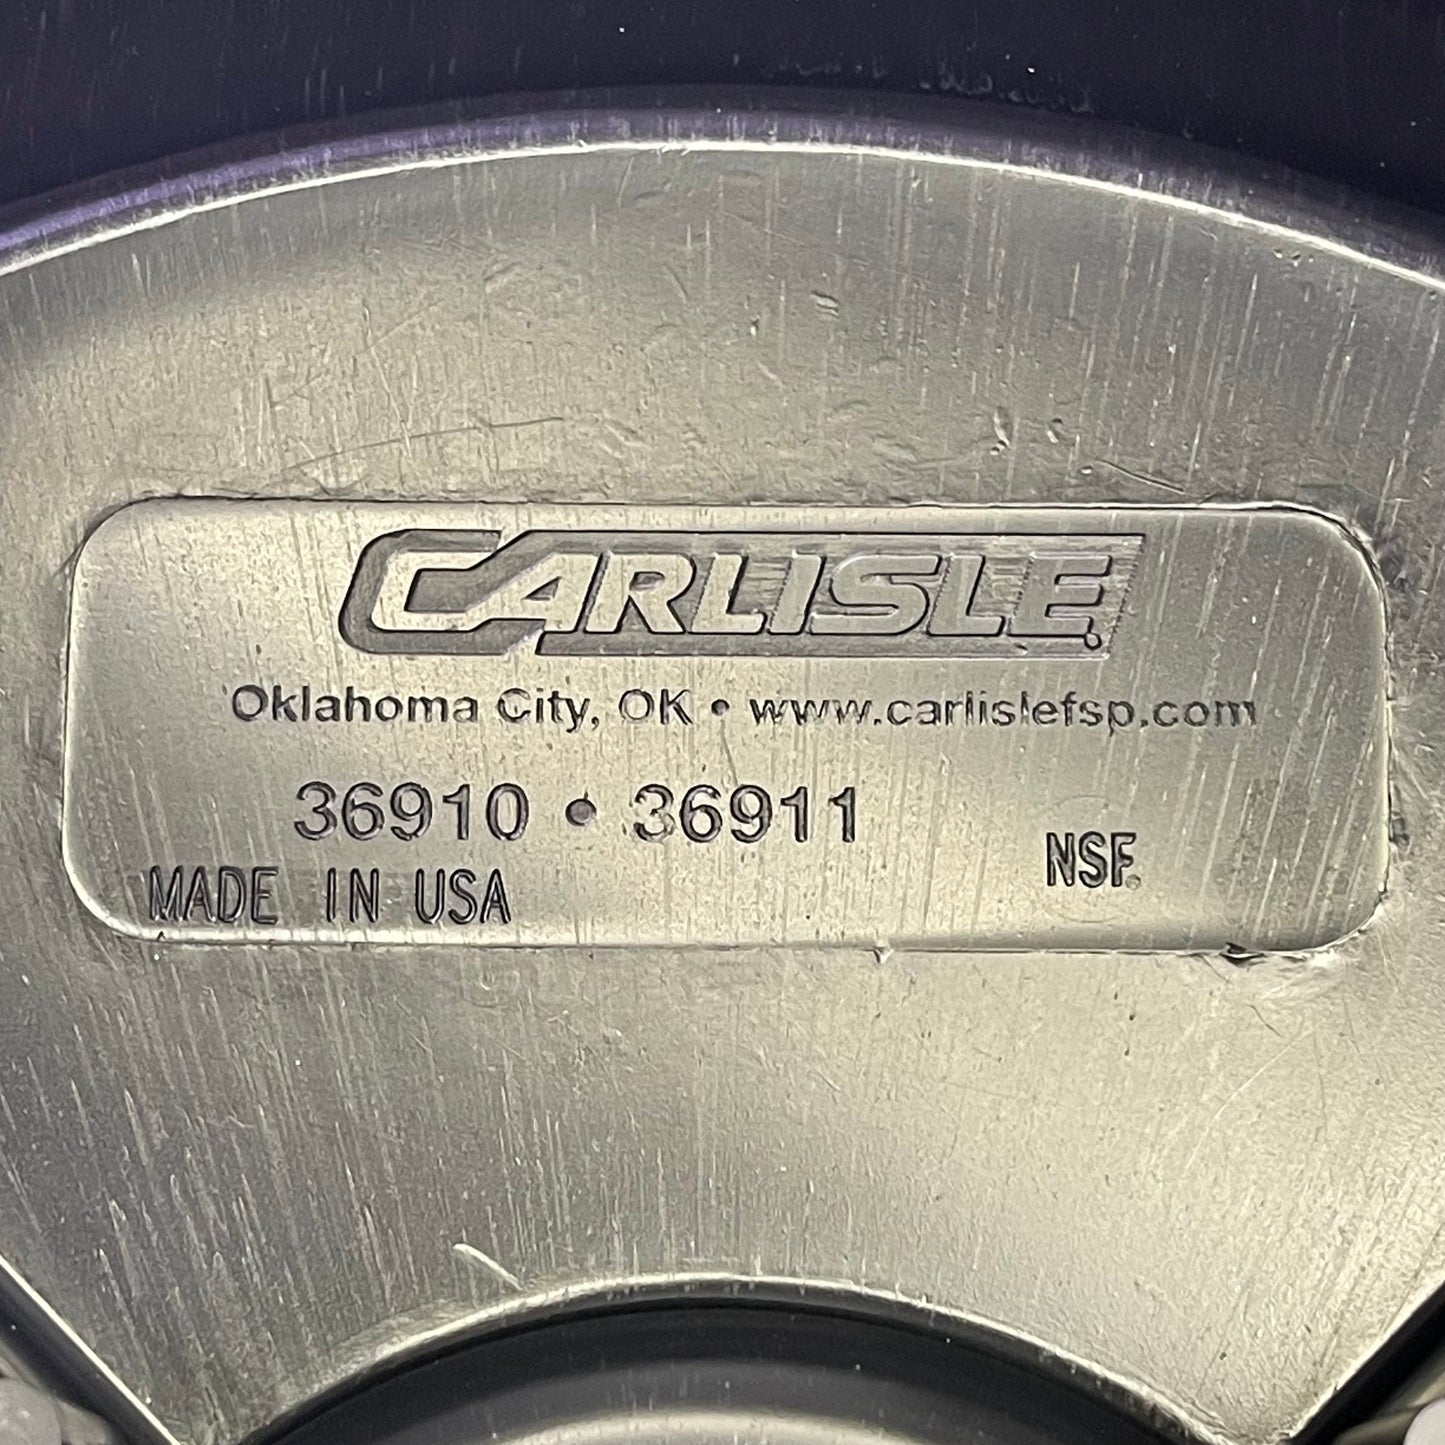 CARLISLE
Oklahoma City, OK • www.carlislefsp.com
36910 • 36911
NSF®
MADE IN USA